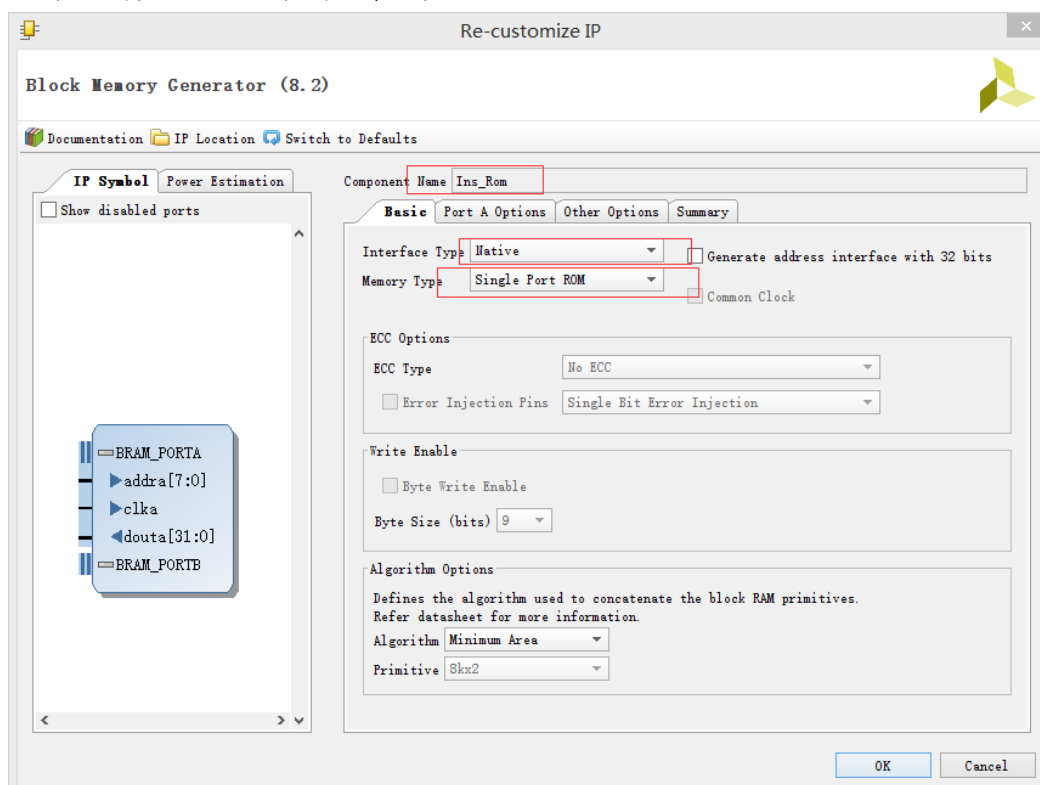 Re-customize IP
Block Memory Generator (8.2)
Documentation IP Location Switch to Defaults
IP Symbol Power Estimation
Show disabled ports
BRAM_PORTA
addra[7:0]
clka
douta[31:0]
BRAM_PORTB
Component Name Ins_Rom
Basic Port A Options Other Options Summary
Interface Type Native Generate address interface with 32 bits
Memory Type Single Port ROM Common Clock
ECC Options
ECC Type No ECC
Error Injection Pins Single Bit Error Injection
Write Enable
Byte Write Enable
Byte Size (bits) 9
Algorithm Options
Defines the algorithm used to concatenate the block RAM primitives.
Refer datasheet for more information.
Algorithm Minimum Area
Primitive 8kx2
OK Cancel